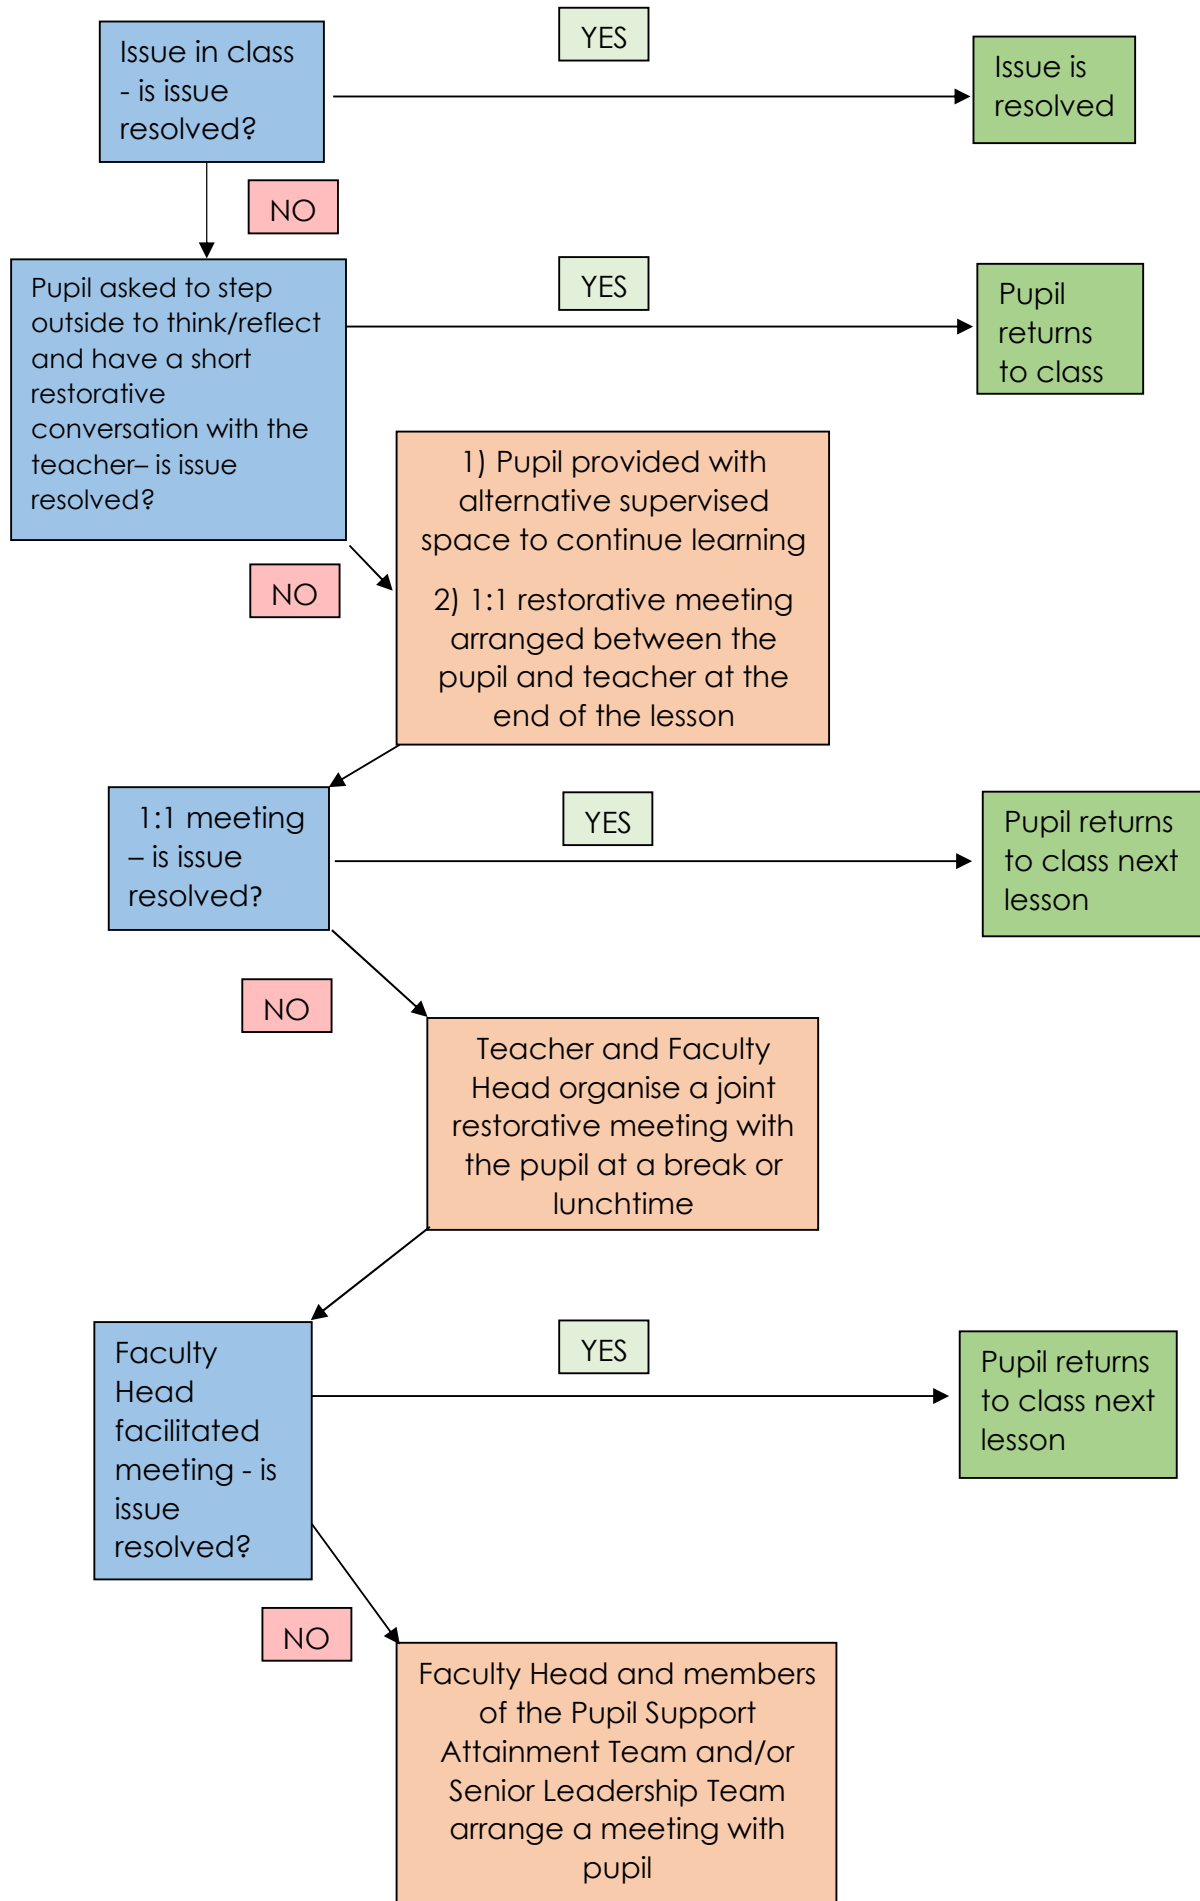 Issue in class
- is issue
resolved?
YES
Issue is
resolved
NO
Pupil asked to step
outside to think/reflect
and have a short
restorative
conversation with the
teacher– is issue
resolved?
YES
Pupil
returns
to class
NO
1) Pupil provided with
alternative supervised
space to continue learning
2) 1:1 restorative meeting
arranged between the
pupil and teacher at the
end of the lesson
1:1 meeting
– is issue
resolved?
YES
Pupil returns
to class next
lesson
NO
Teacher and Faculty
Head organise a joint
restorative meeting with
the pupil at a break or
lunchtime
Faculty
Head
facilitated
meeting - is
issue
resolved?
YES
Pupil returns
to class next
lesson
NO
Faculty Head and members
of the Pupil Support
Attainment Team and/or
Senior Leadership Team
arrange a meeting with
pupil